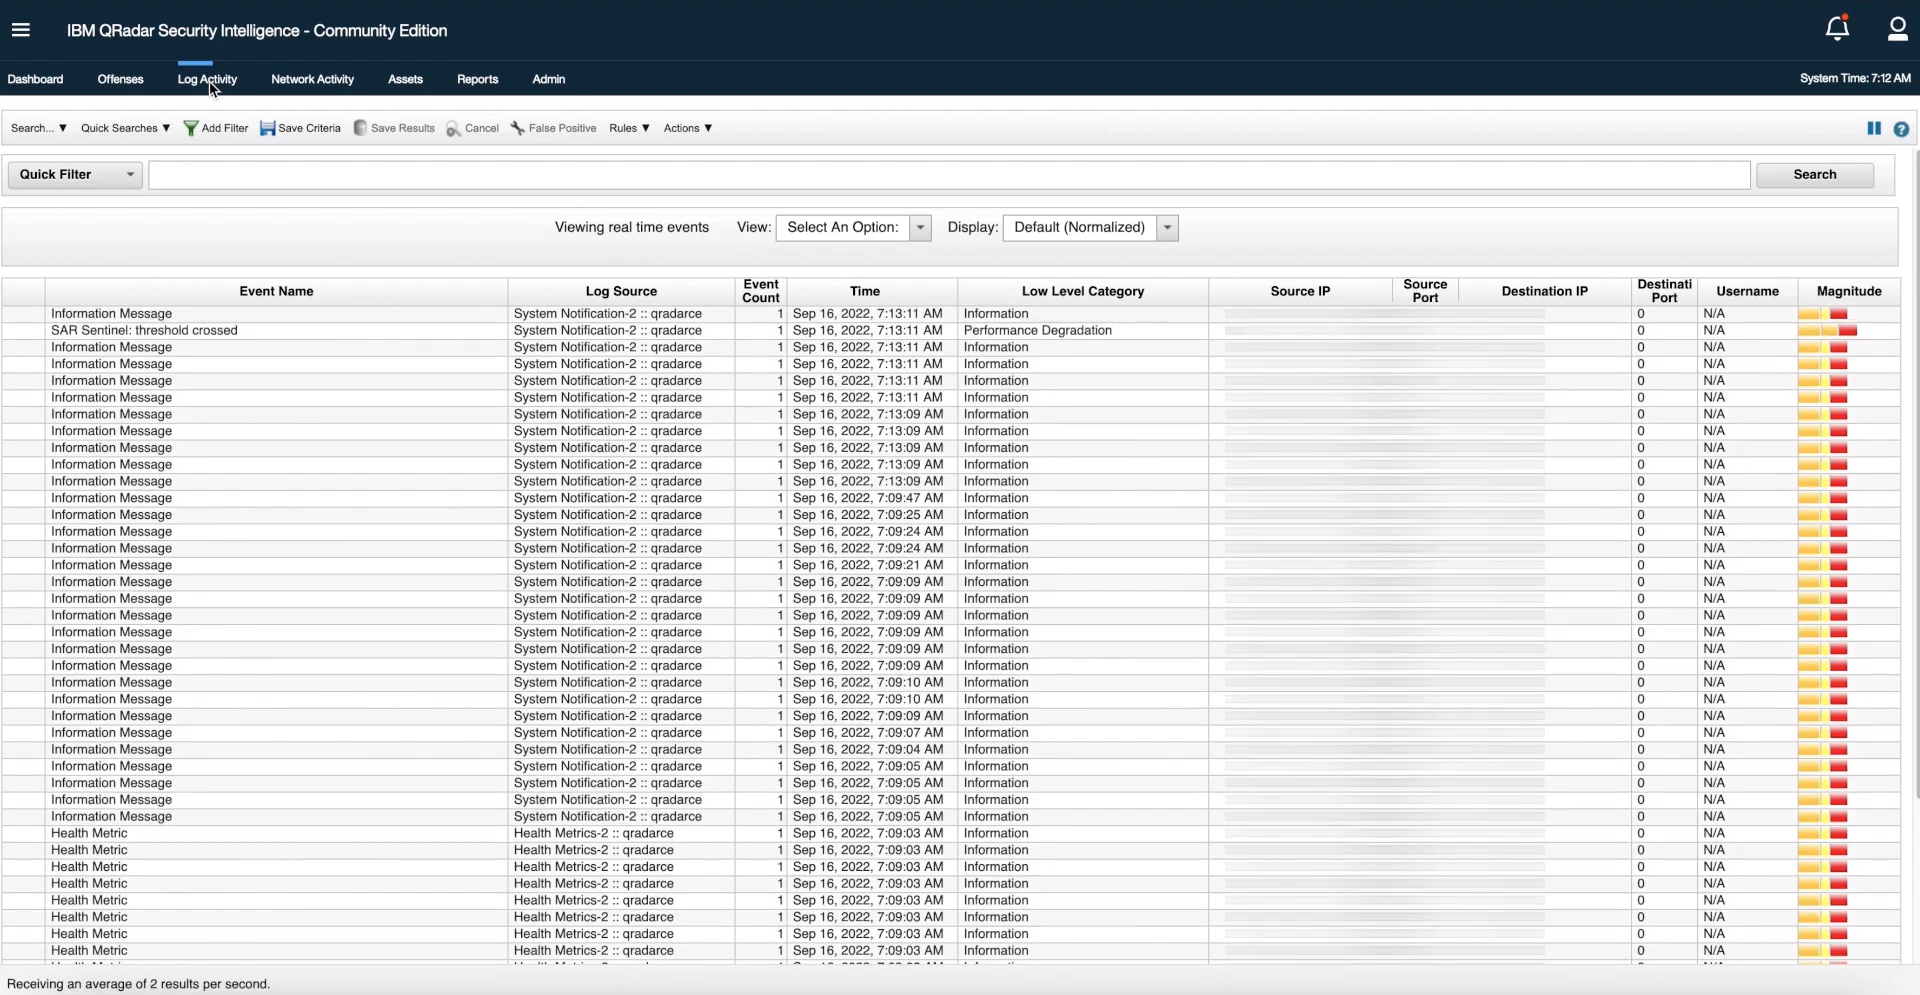 IBM QRadar Security Intelligence - Community Edition
Dashboard Offenses Log Activity Network Activity Assets Reports Admin System Time: 7:12 AM
Search... ▼ Quick Searches ▼ Add Filter Save Criteria Save Results Cancel False Positive Rules ▼ Actions ▼
Quick Filter Search
Viewing real time events View: Select An Option: Display: Default (Normalized)
Event Name Log Source Event Count Time Low Level Category Source IP Source Port Destination IP Destinati Port Username Magnitude
Information Message System Notification-2 :: qradarce 1 Sep 16, 2022, 7:13:11 AM Information 0 N/A
SAR Sentinel: threshold crossed System Notification-2 :: qradarce 1 Sep 16, 2022, 7:13:11 AM Performance Degradation 0 N/A
Information Message System Notification-2 :: qradarce 1 Sep 16, 2022, 7:13:11 AM Information 0 N/A
Information Message System Notification-2 :: qradarce 1 Sep 16, 2022, 7:13:11 AM Information 0 N/A
Information Message System Notification-2 :: qradarce 1 Sep 16, 2022, 7:13:11 AM Information 0 N/A
Information Message System Notification-2 :: qradarce 1 Sep 16, 2022, 7:13:11 AM Information 0 N/A
Information Message System Notification-2 :: qradarce 1 Sep 16, 2022, 7:13:09 AM Information 0 N/A
Information Message System Notification-2 :: qradarce 1 Sep 16, 2022, 7:13:09 AM Information 0 N/A
Information Message System Notification-2 :: qradarce 1 Sep 16, 2022, 7:13:09 AM Information 0 N/A
Information Message System Notification-2 :: qradarce 1 Sep 16, 2022, 7:13:09 AM Information 0 N/A
Information Message System Notification-2 :: qradarce 1 Sep 16, 2022, 7:13:09 AM Information 0 N/A
Information Message System Notification-2 :: qradarce 1 Sep 16, 2022, 7:09:47 AM Information 0 N/A
Information Message System Notification-2 :: qradarce 1 Sep 16, 2022, 7:09:25 AM Information 0 N/A
Information Message System Notification-2 :: qradarce 1 Sep 16, 2022, 7:09:24 AM Information 0 N/A
Information Message System Notification-2 :: qradarce 1 Sep 16, 2022, 7:09:24 AM Information 0 N/A
Information Message System Notification-2 :: qradarce 1 Sep 16, 2022, 7:09:21 AM Information 0 N/A
Information Message System Notification-2 :: qradarce 1 Sep 16, 2022, 7:09:09 AM Information 0 N/A
Information Message System Notification-2 :: qradarce 1 Sep 16, 2022, 7:09:09 AM Information 0 N/A
Information Message System Notification-2 :: qradarce 1 Sep 16, 2022, 7:09:09 AM Information 0 N/A
Information Message System Notification-2 :: qradarce 1 Sep 16, 2022, 7:09:09 AM Information 0 N/A
Information Message System Notification-2 :: qradarce 1 Sep 16, 2022, 7:09:09 AM Information 0 N/A
Information Message System Notification-2 :: qradarce 1 Sep 16, 2022, 7:09:09 AM Information 0 N/A
Information Message System Notification-2 :: qradarce 1 Sep 16, 2022, 7:09:10 AM Information 0 N/A
Information Message System Notification-2 :: qradarce 1 Sep 16, 2022, 7:09:10 AM Information 0 N/A
Information Message System Notification-2 :: qradarce 1 Sep 16, 2022, 7:09:09 AM Information 0 N/A
Information Message System Notification-2 :: qradarce 1 Sep 16, 2022, 7:09:07 AM Information 0 N/A
Information Message System Notification-2 :: qradarce 1 Sep 16, 2022, 7:09:04 AM Information 0 N/A
Information Message System Notification-2 :: qradarce 1 Sep 16, 2022, 7:09:05 AM Information 0 N/A
Information Message System Notification-2 :: qradarce 1 Sep 16, 2022, 7:09:05 AM Information 0 N/A
Information Message System Notification-2 :: qradarce 1 Sep 16, 2022, 7:09:05 AM Information 0 N/A
Information Message System Notification-2 :: qradarce 1 Sep 16, 2022, 7:09:05 AM Information 0 N/A
Health Metric Health Metrics-2 :: qradarce 1 Sep 16, 2022, 7:09:03 AM Information 0 N/A
Health Metric Health Metrics-2 :: qradarce 1 Sep 16, 2022, 7:09:03 AM Information 0 N/A
Health Metric Health Metrics-2 :: qradarce 1 Sep 16, 2022, 7:09:03 AM Information 0 N/A
Health Metric Health Metrics-2 :: qradarce 1 Sep 16, 2022, 7:09:03 AM Information 0 N/A
Health Metric Health Metrics-2 :: qradarce 1 Sep 16, 2022, 7:09:03 AM Information 0 N/A
Health Metric Health Metrics-2 :: qradarce 1 Sep 16, 2022, 7:09:03 AM Information 0 N/A
Health Metric Health Metrics-2 :: qradarce 1 Sep 16, 2022, 7:09:03 AM Information 0 N/A
Health Metric Health Metrics-2 :: qradarce 1 Sep 16, 2022, 7:09:03 AM Information 0 N/A
Receiving an average of 2 results per second.